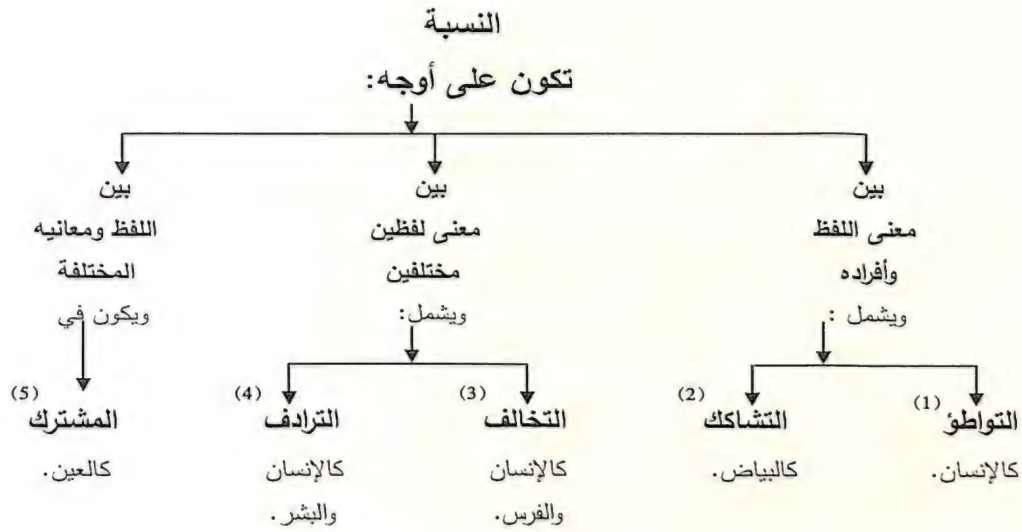 النسبة
تكون على أوجه:
بين
معنى اللفظ
وأفراده
ويشمل :
(1) التواطؤ
كالإنسان.
(2) التشاكك
كالبياض.
بين
معنى لفظين
مختلفين
ويشمل:
(3) التخالف
كالإنسان
والفرس.
(4) الترادف
كالإنسان
والبشر.
بين
اللفظ ومعانيه
المختلفة
ويكون في
(5) المشترك
كالعين.